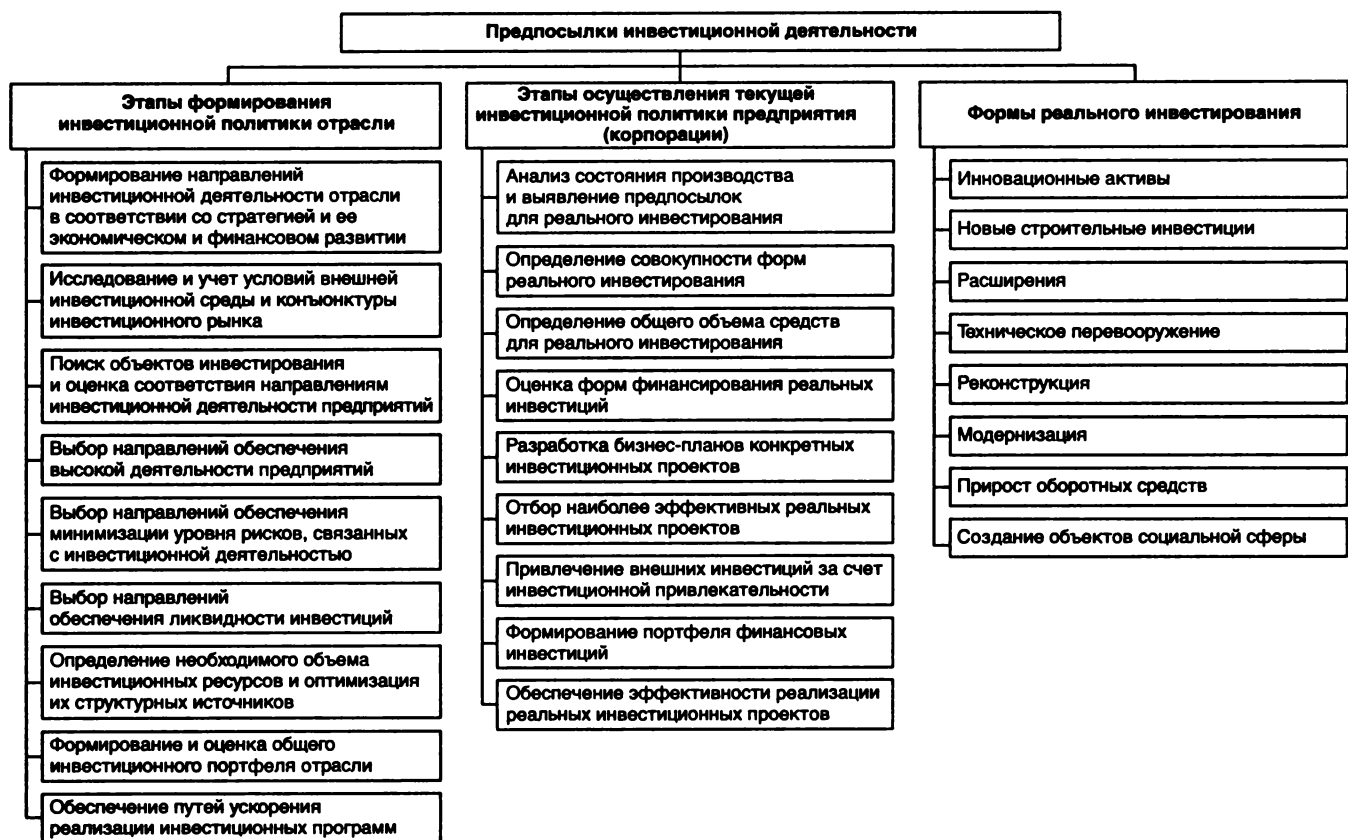 Предпосылки инвестиционной деятельности
Этапы формирования
инвестиционной политики отрасли
Формирование направлений
инвестиционной деятельности отрасли
в соответствии со стратегией и ее
экономическом и финансовом развитии
Исследование и учет условий внешней
инвестиционной среды и конъюнктуры
инвестиционного рынка
Поиск объектов инвестирования
и оценка соответствия направлениям
инвестиционной деятельности предприятий
Выбор направлений обеспечения
высокой деятельности предприятий
Выбор направлений обеспечения
минимизации уровня рисков, связанных
с инвестиционной деятельностью
Выбор направлений
обеспечения ликвидности инвестиций
Определение необходимого объема
инвестиционных ресурсов и оптимизация
их структурных источников
Формирование и оценка общего
инвестиционного портфеля отрасли
Обеспечение путей ускорения
реализации инвестиционных программ
Этапы осуществления текущей
инвестиционной политики предприятия
(корпорации)
Анализ состояния производства
и выявление предпосылок
для реального инвестирования
Определение совокупности форм
реального инвестирования
Определение общего объема средств
для реального инвестирования
Оценка форм финансирования реальных
инвестиций
Разработка бизнес-планов конкретных
инвестиционных проектов
Отбор наиболее эффективных реальных
инвестиционных проектов
Привлечение внешних инвестиций за счет
инвестиционной привлекательности
Формирование портфеля финансовых
инвестиций
Обеспечение эффективности реализации
реальных инвестиционных проектов
Формы реального инвестирования
Инновационные активы
Новые строительные инвестиции
Расширения
Техническое перевооружение
Реконструкция
Модернизация
Прирост оборотных средств
Создание объектов социальной сферы